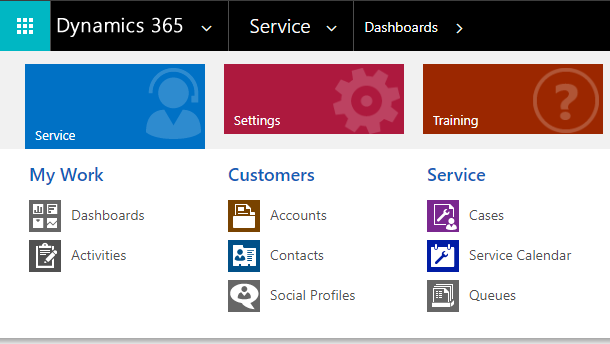 Dynamics 365 Service Dashboards
Service Settings Training
My Work Customers Service
Dashboards Accounts Cases
Activities Contacts Service Calendar
Social Profiles Queues